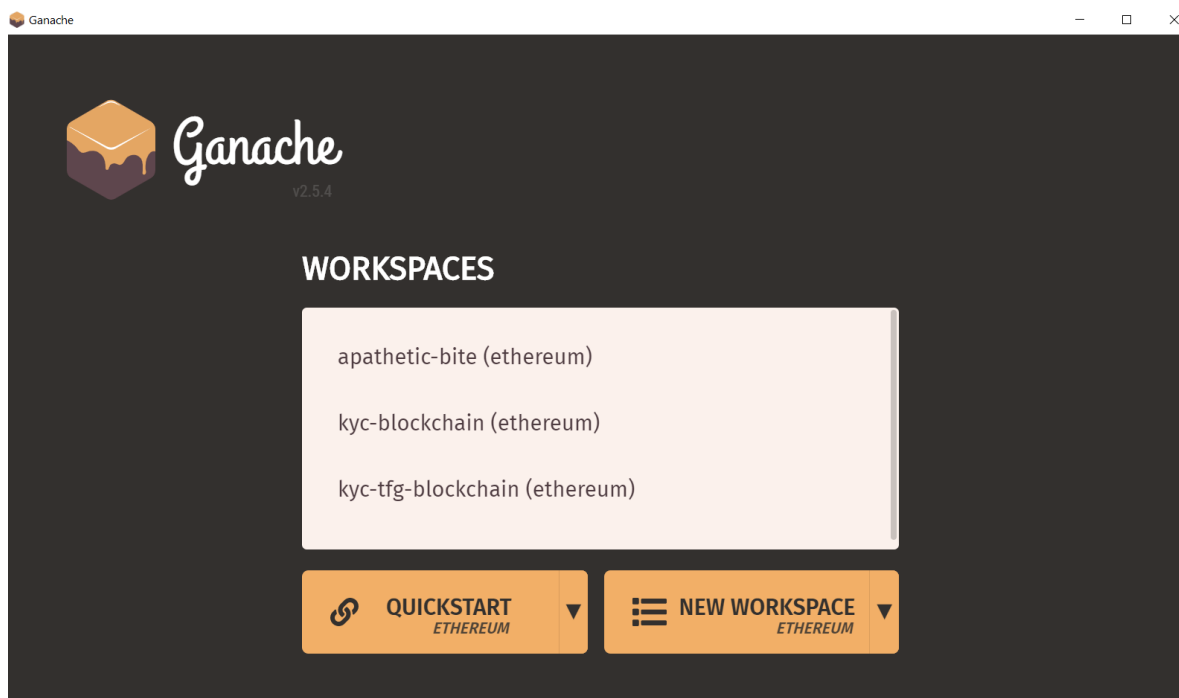 Ganache
Ganache
v2.5.4
WORKSPACES
apathetic-bite (ethereum)
kyc-blockchain (ethereum)
kyc-tfg-blockchain (ethereum)
QUICKSTART
ETHEREUM
NEW WORKSPACE
ETHEREUM